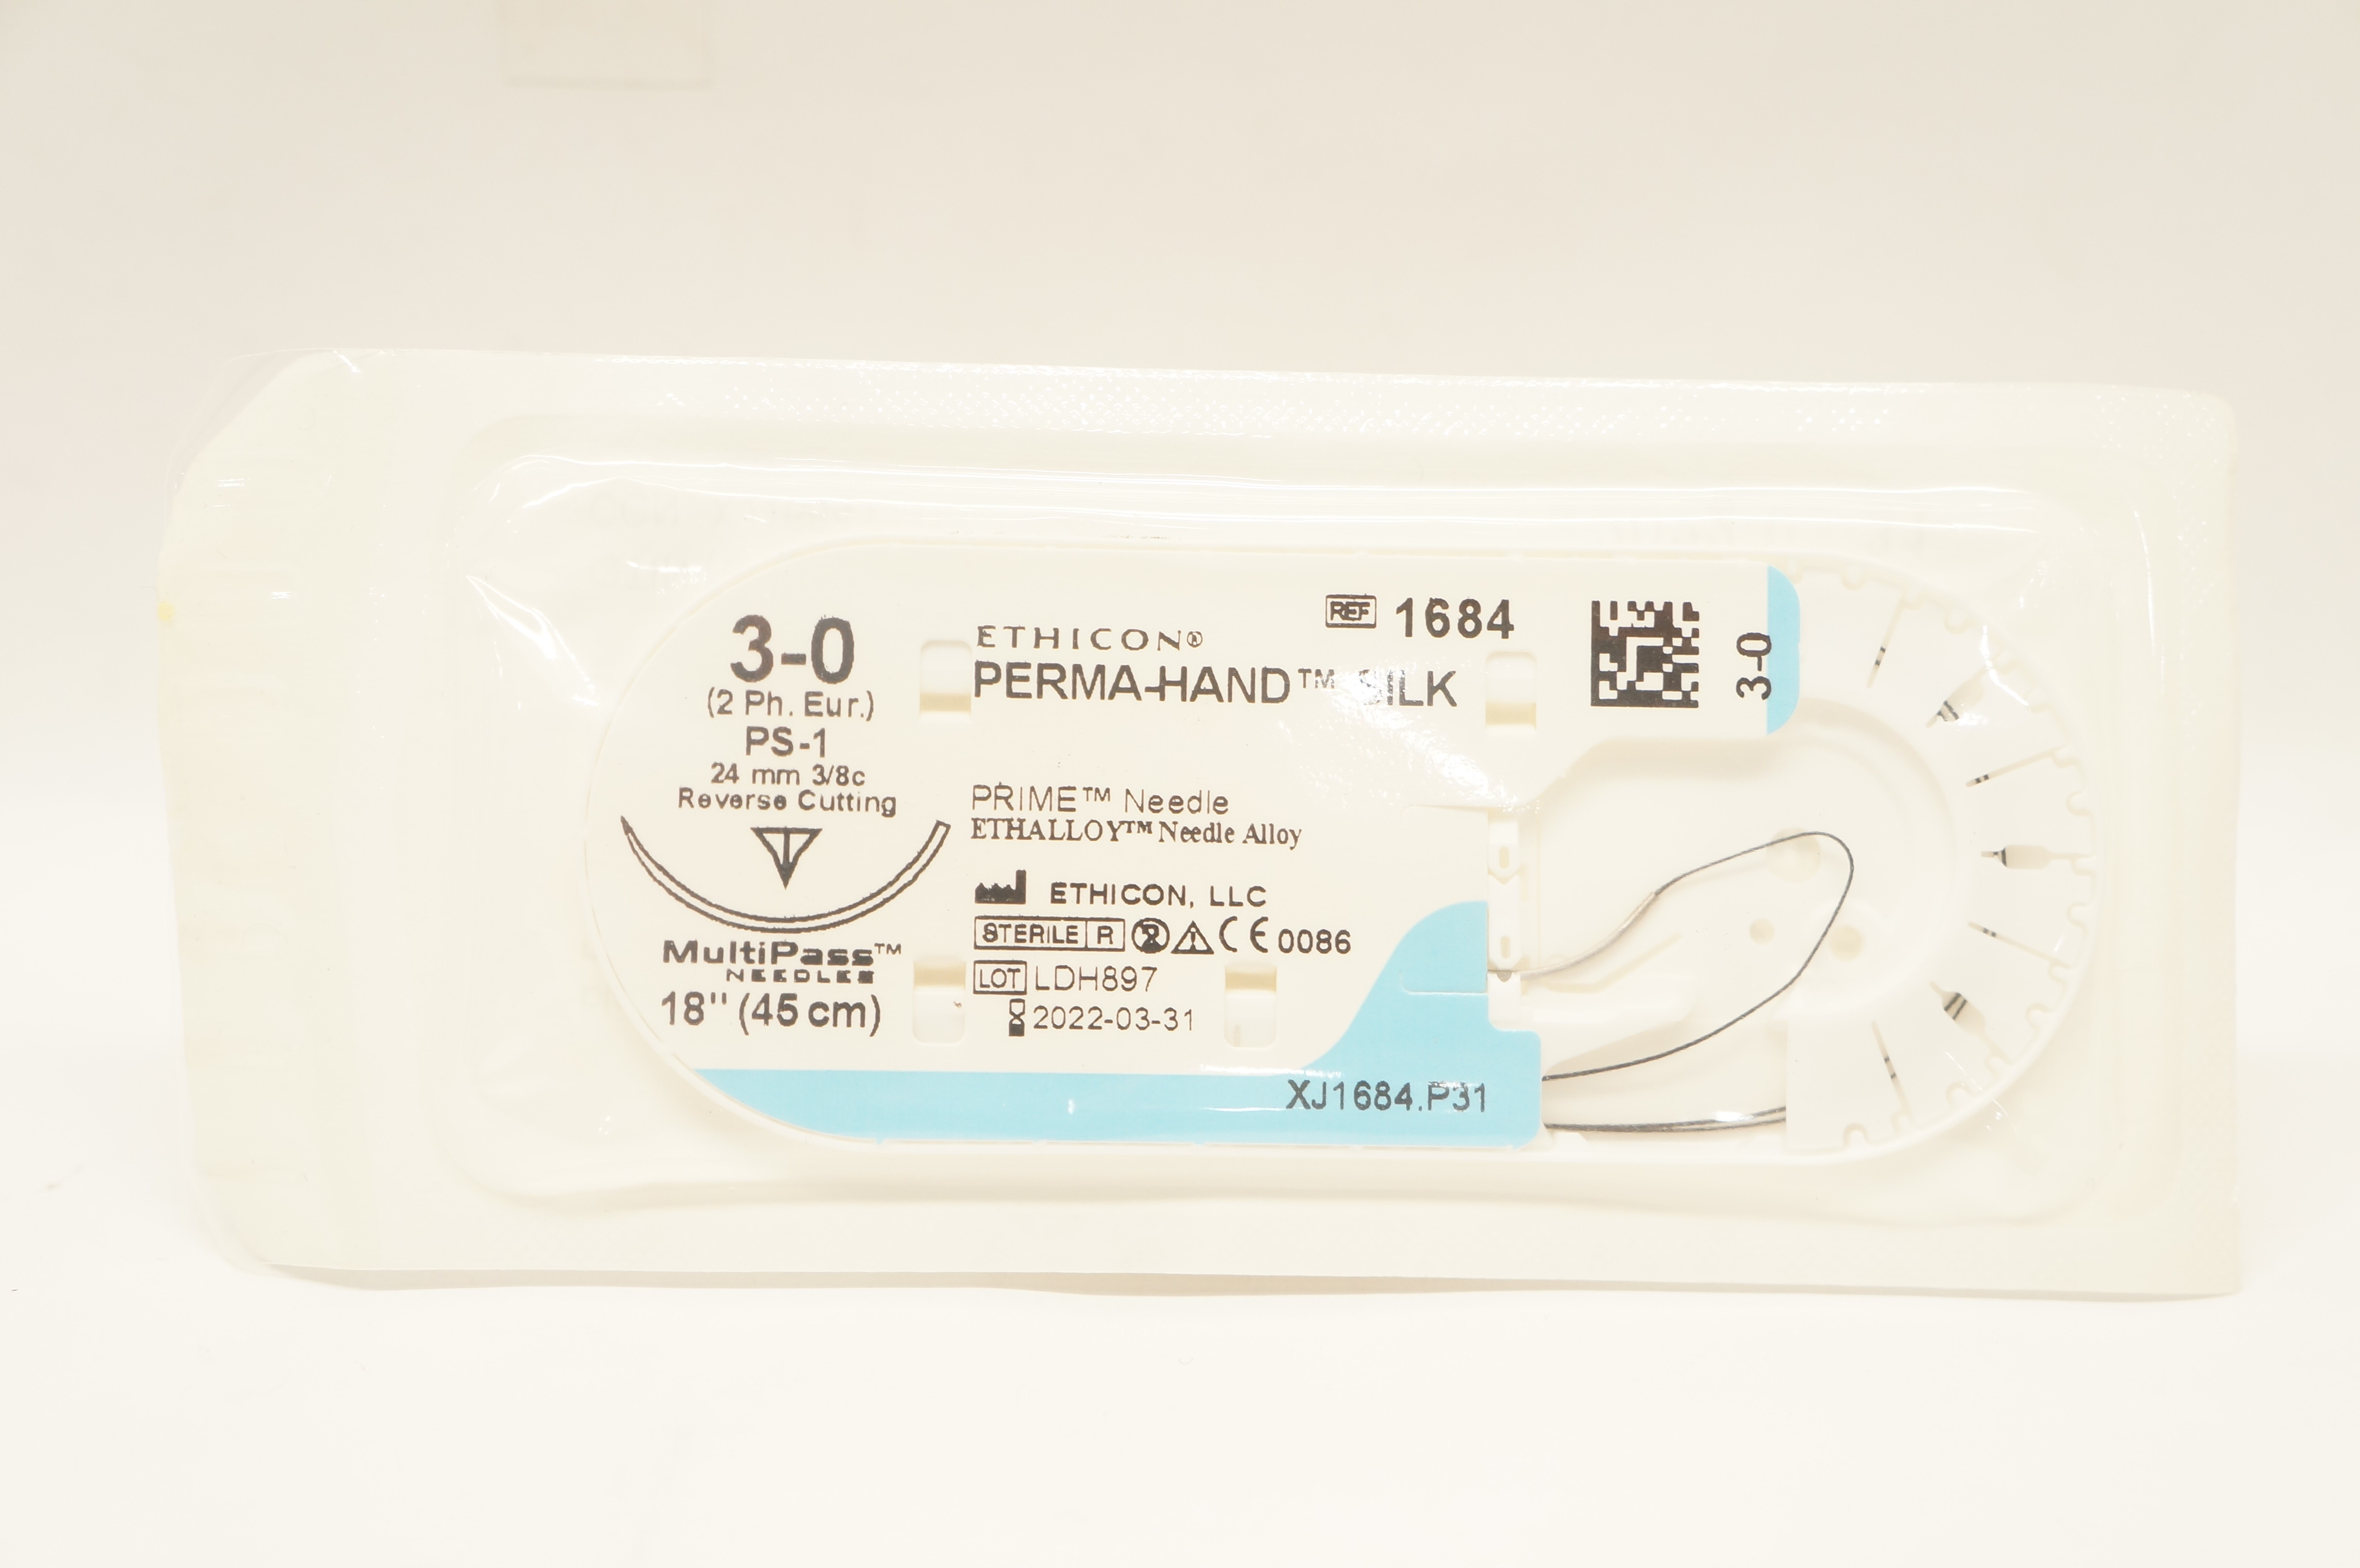 3-0
(2 Ph. Eur.)
PS-1
24 mm 3/8c
Reverse Cutting
MultiPass™
NEEDLES
18" (45 cm)
ETHICON®
PERMA-HAND™ SILK
REF 1684
3-0
PRIME™ Needle
ETHALLOY™ Needle Alloy
ETHICON, LLC
STERILE R 2 CE 0086
LOT LDH897
2022-03-31
XJ1684.P31